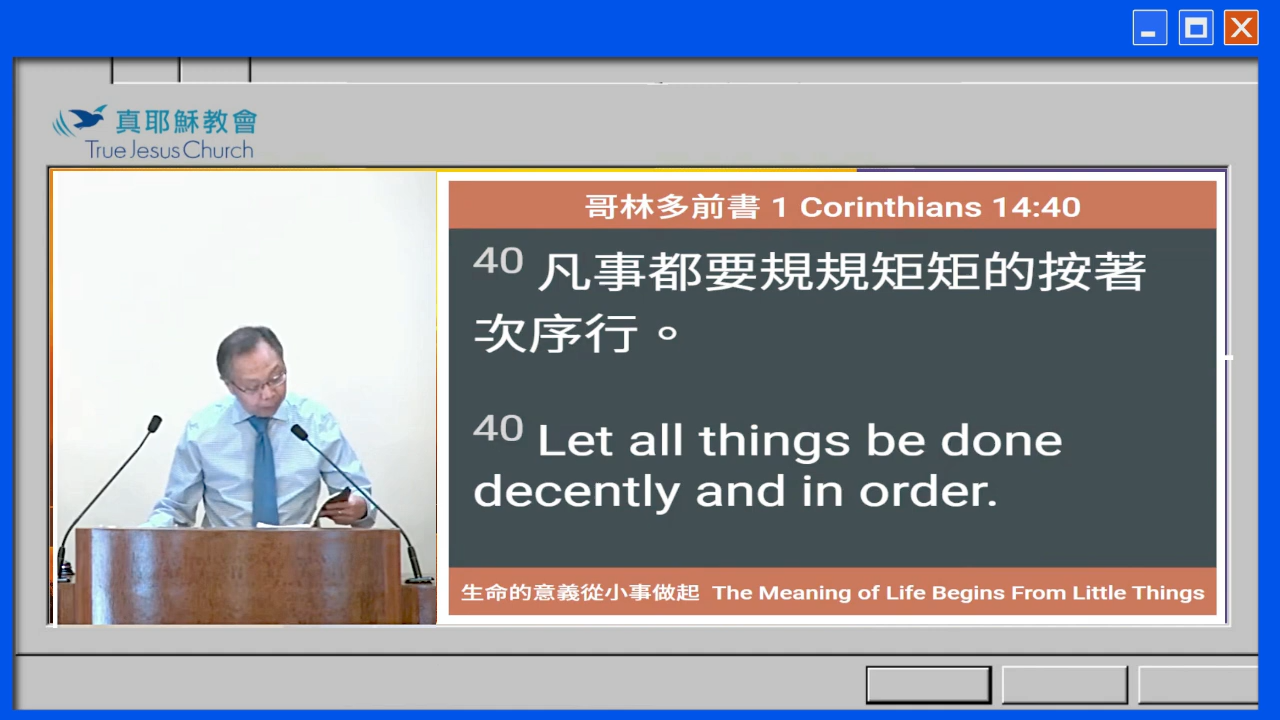 真耶穌教會
True Jesus Church
哥林多前書 1 Corinthians 14:40
40 凡事都要規規矩矩的按著
次序行。
40 Let all things be done
decently and in order.
生命的意義從小事做起 The Meaning of Life Begins From Little Things